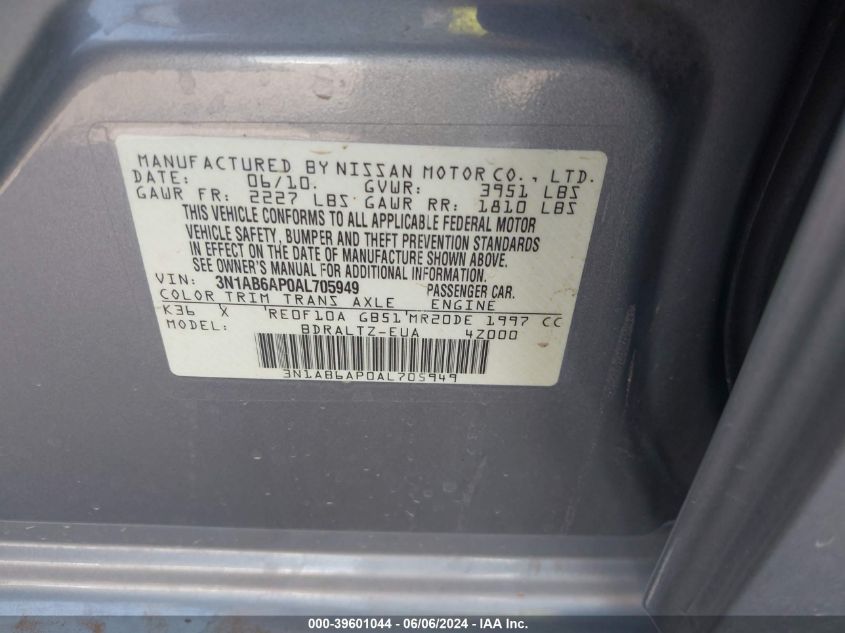 MANUFACTURED BY NISSAN MOTOR CO., LTD.
DATE: 06/10. GVWR: 3951 LBS
GAWR FR: 2227 LBS GAWR RR: 1810 LBS
THIS VEHICLE CONFORMS TO ALL APPLICABLE FEDERAL MOTOR
VEHICLE SAFETY, BUMPER AND THEFT PREVENTION STANDARDS
IN EFFECT ON THE DATE OF MANUFACTURE SHOWN ABOVE.
SEE OWNER'S MANUAL FOR ADDITIONAL INFORMATION.
VIN: 3N1AB6AP0AL705949 PASSENGER CAR.
COLOR TRIM TRANS AXLE ENGINE
K36 X 'RE0F10A GB51'MR20DE 1997 CC
MODEL: BDRALTZ-EUA 4Z000
3N1AB6AP0AL705949
000-39601044 - 06/06/2024 - IAA Inc.